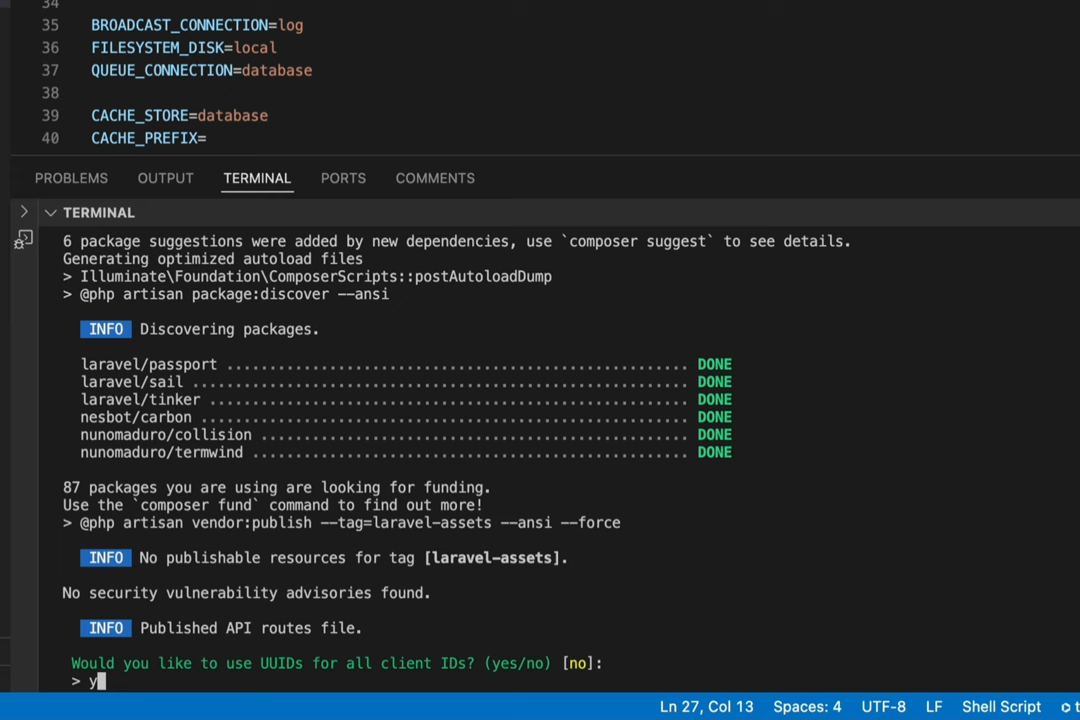 34
35 BROADCAST_CONNECTION=log
36 FILESYSTEM_DISK=local
37 QUEUE_CONNECTION=database
38
39 CACHE_STORE=database
40 CACHE_PREFIX=
PROBLEMS OUTPUT TERMINAL PORTS COMMENTS
TERMINAL
6 package suggestions were added by new dependencies, use `composer suggest` to see details.
Generating optimized autoload files
> Illuminate\Foundation\ComposerScripts::postAutoloadDump
> @php artisan package:discover --ansi
INFO Discovering packages.
laravel/passport ...................................................... DONE
laravel/sail .......................................................... DONE
laravel/tinker ........................................................ DONE
nesbot/carbon ......................................................... DONE
nunomaduro/collision .................................................. DONE
nunomaduro/termwind ................................................... DONE
87 packages you are using are looking for funding.
Use the `composer fund` command to find out more!
> @php artisan vendor:publish --tag=laravel-assets --ansi --force
INFO No publishable resources for tag [laravel-assets].
No security vulnerability advisories found.
INFO Published API routes file.
Would you like to use UUIDs for all client IDs? (yes/no) [no]:
> y
Ln 27, Col 13 Spaces: 4 UTF-8 LF Shell Script t